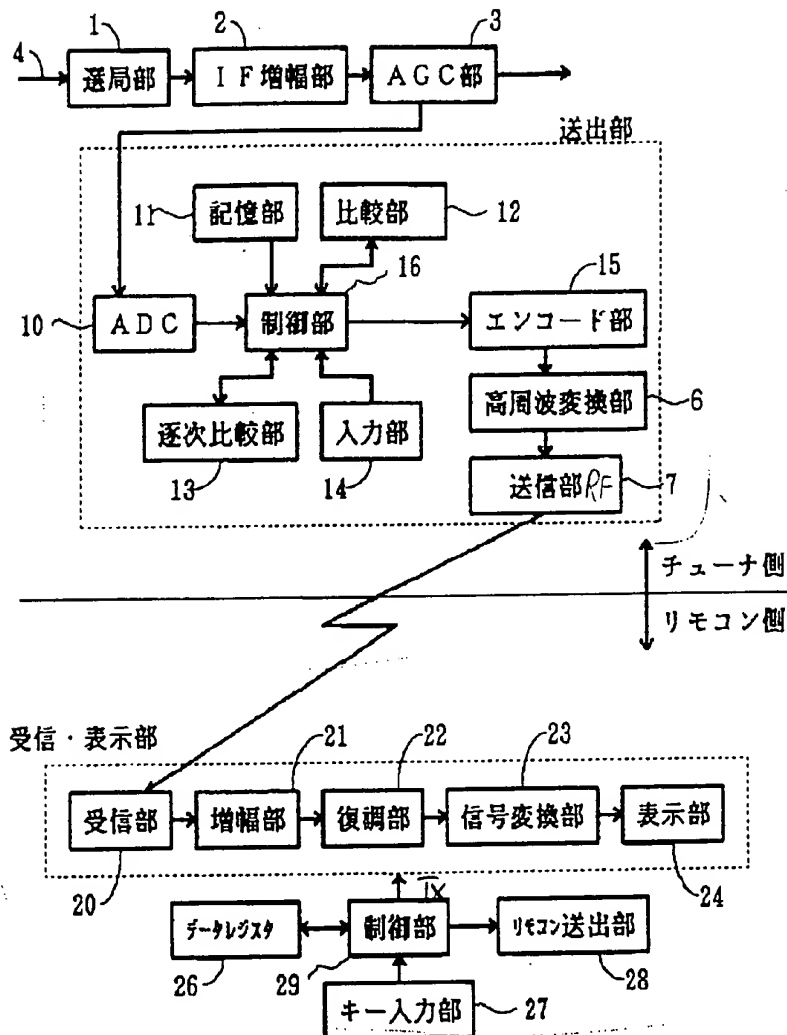 1
2
3
4
選局部
IF増幅部
AGC部
送出部
11
記憶部
比較部
12
16
15
10
ADC
制御部
エンコード部
高周波変換部
6
逐次比較部
入力部
13
14
送信部RF
7
チューナ側
リモコン側
受信・表示部
21
22
23
受信部
増幅部
復調部
信号変換部
表示部
20
24
データレジスタ
制御部
リモコン送出部
26
29
28
キー入力部
27